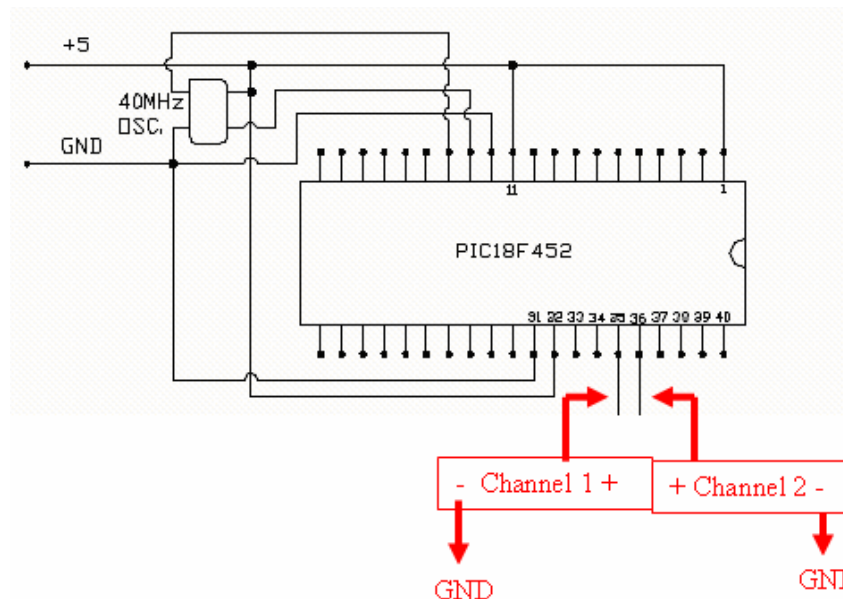 +5
40MHz
OSC.
GND
11
1
PIC18F452
31 32 33 34 35 36 37 38 39 40
- Channel 1 +
+ Channel 2 -
GND
GND